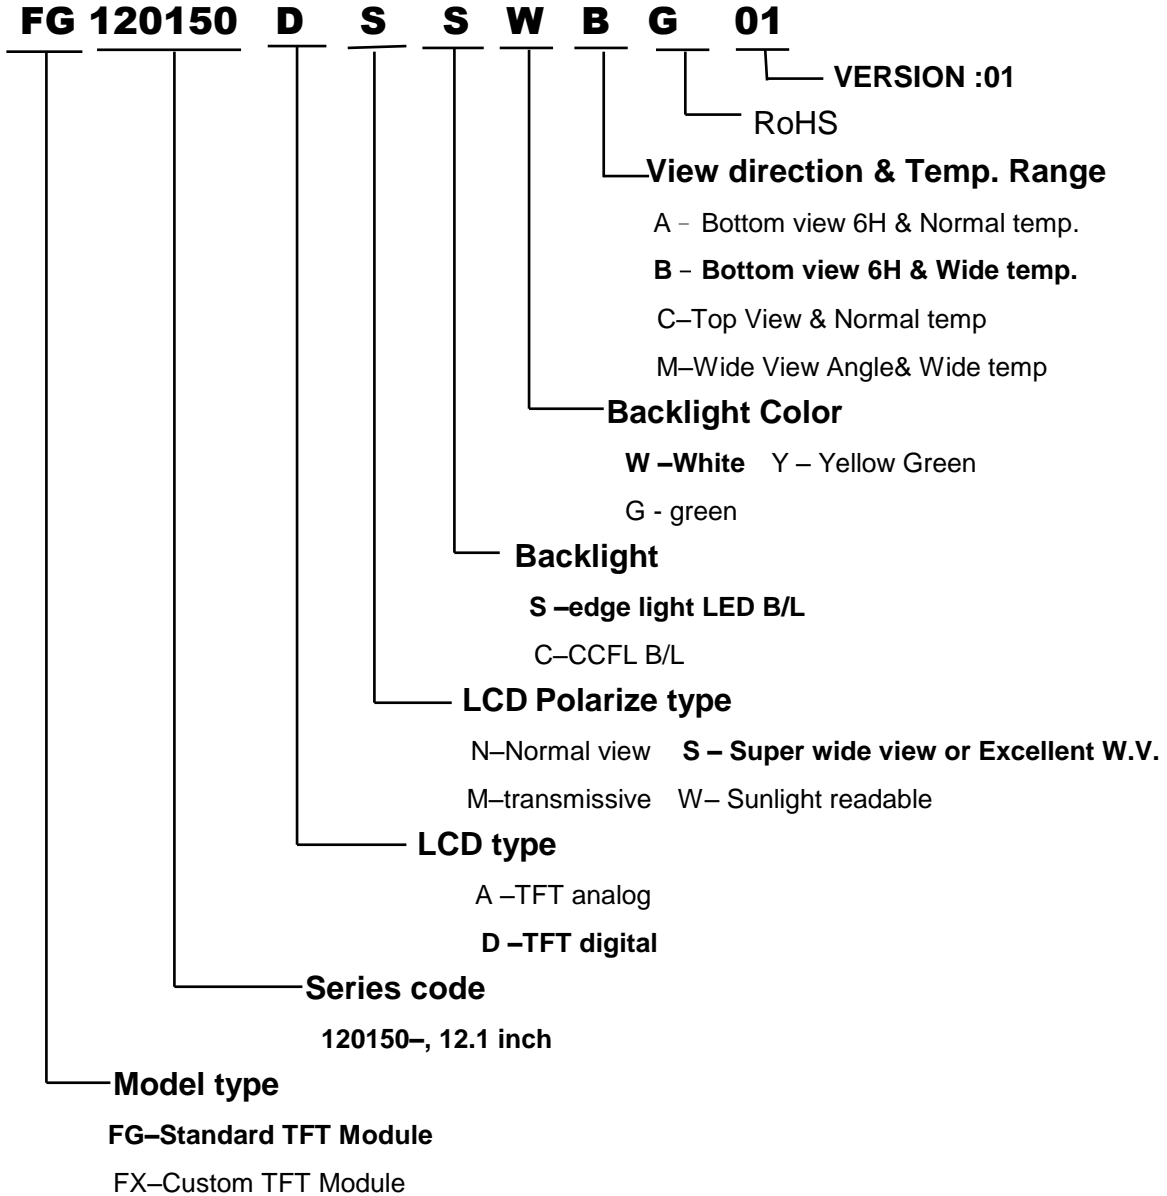 FG 120150 D S S W B G 01
VERSION :01
RoHS
View direction & Temp. Range
A – Bottom view 6H & Normal temp.
B – Bottom view 6H & Wide temp.
C–Top View & Normal temp
M–Wide View Angle& Wide temp
Backlight Color
W –White Y – Yellow Green
G - green
Backlight
S –edge light LED B/L
C–CCFL B/L
LCD Polarize type
N–Normal view S – Super wide view or Excellent W.V.
M–transmissive W– Sunlight readable
LCD type
A –TFT analog
D –TFT digital
Series code
120150–, 12.1 inch
Model type
FG–Standard TFT Module
FX–Custom TFT Module